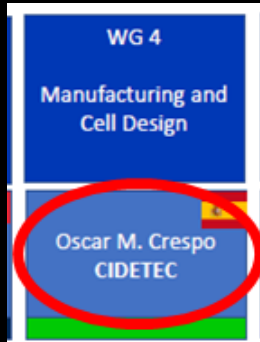 WG 4
Manufacturing and
Cell Design
Oscar M. Crespo
CIDETEC